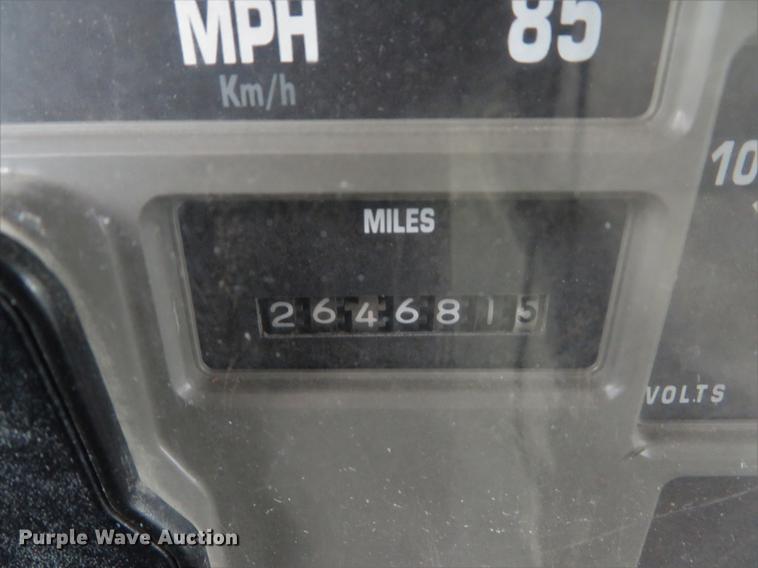 MPH 85
Km/h
10
MILES
2646815
VOLTS
Purple Wave Auction®